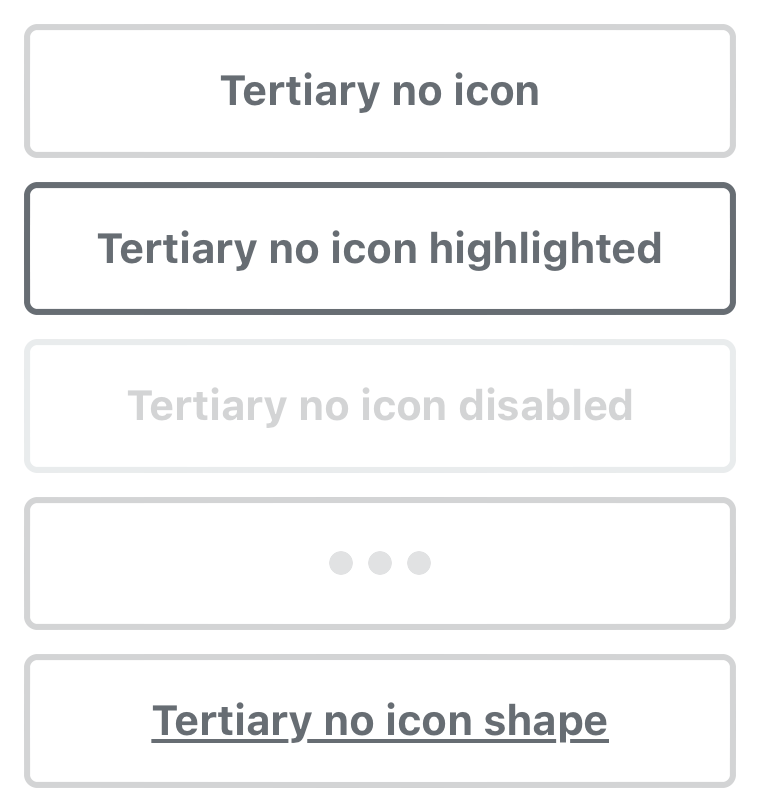 Tertiary no icon
Tertiary no icon highlighted
Tertiary no icon disabled
Tertiary no icon shape